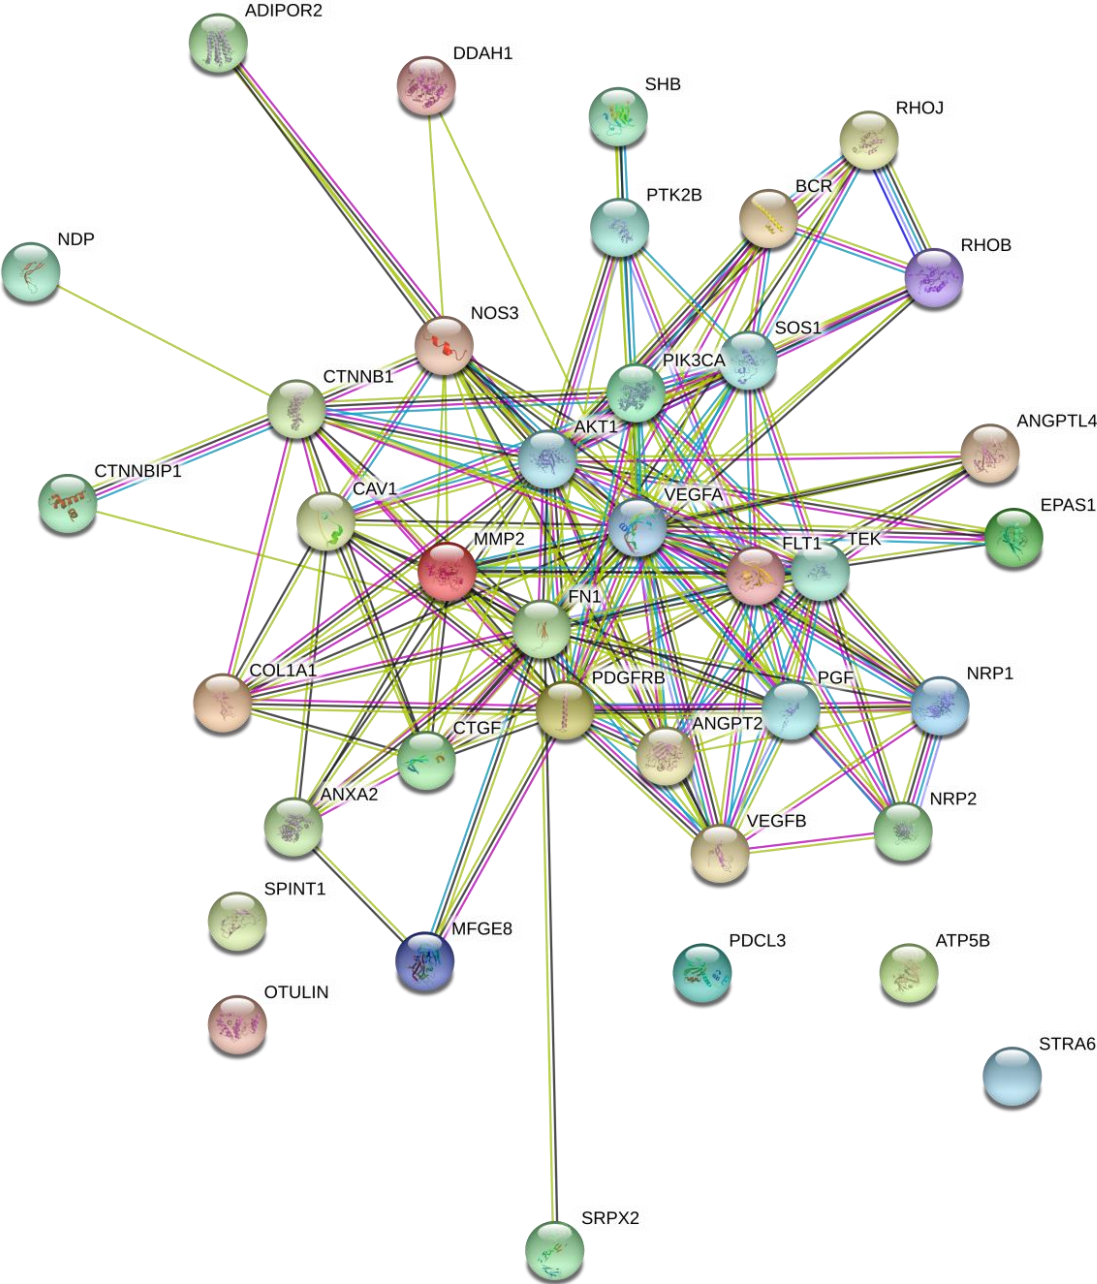 ADIPOR2
DDAH1
SHB
RHOJ
BCR
PTK2B
NDP
RHOB
NOS3
SOS1
PIK3CA
CTNNB1
ANGPTL4
AKT1
CTNNBIP1
CAV1
VEGFA
EPAS1
MMP2
FLT1
TEK
FN1
COL1A1
PDGFRB
PGF
NRP1
CTGF
ANGPT2
ANXA2
NRP2
VEGFB
SPINT1
MFGE8
PDCL3
ATP5B
OTULIN
STRA6
SRPX2